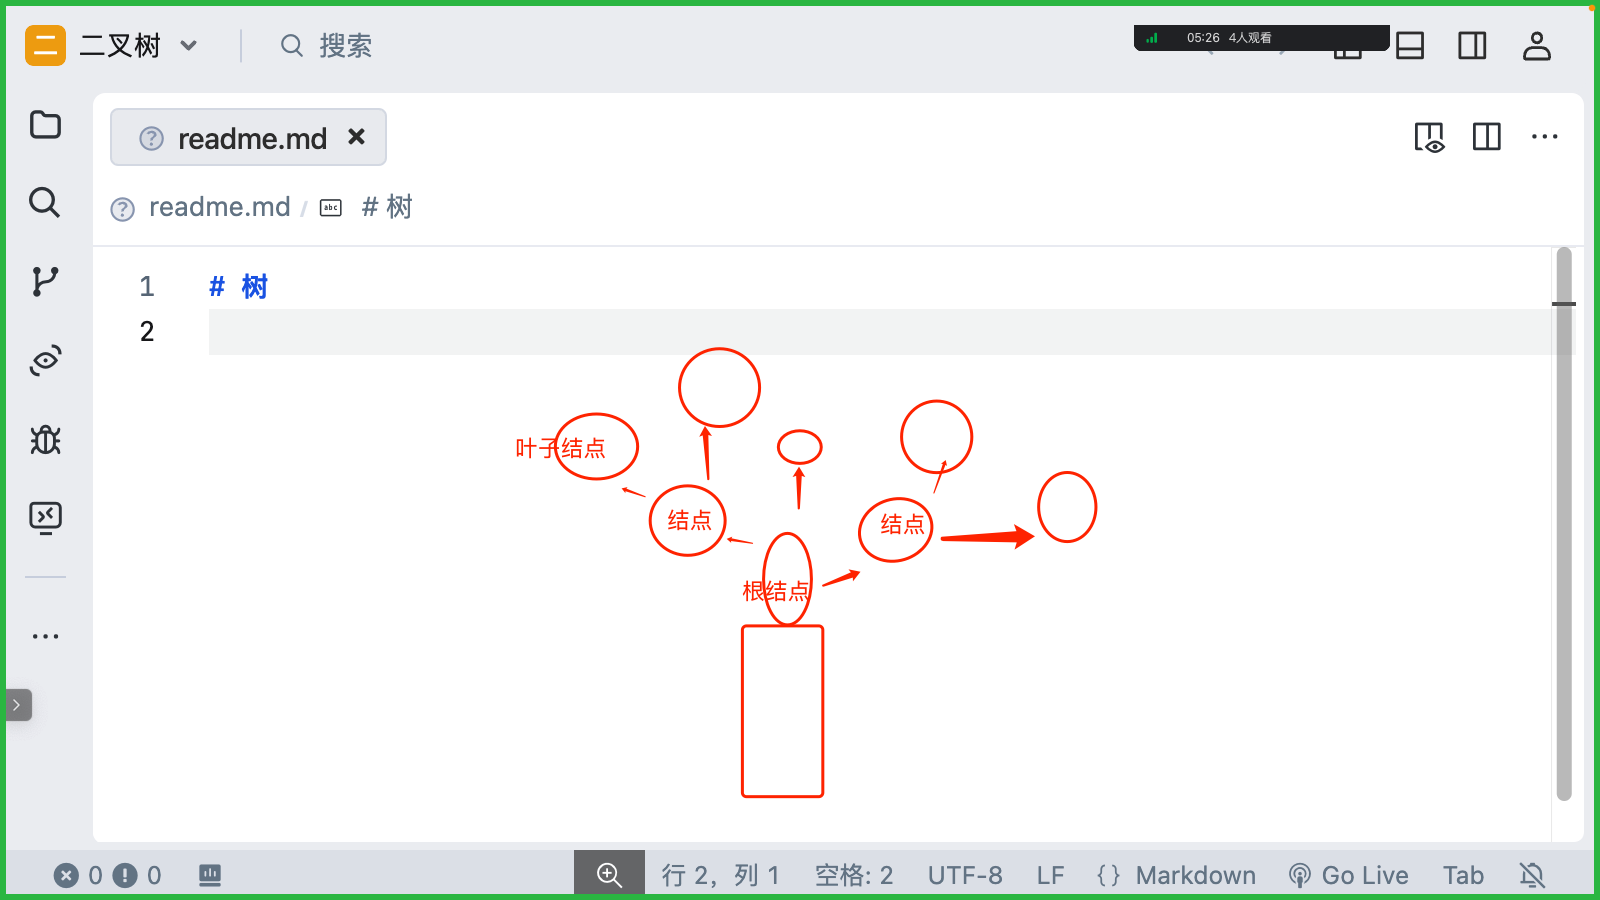 二 二叉树 搜索 05:26 4人观看
readme.md
readme.md / abc # 树
1 # 树
2
叶子结点
结点
结点
根结点
0 0 行 2，列 1 空格: 2 UTF-8 LF {} Markdown Go Live Tab